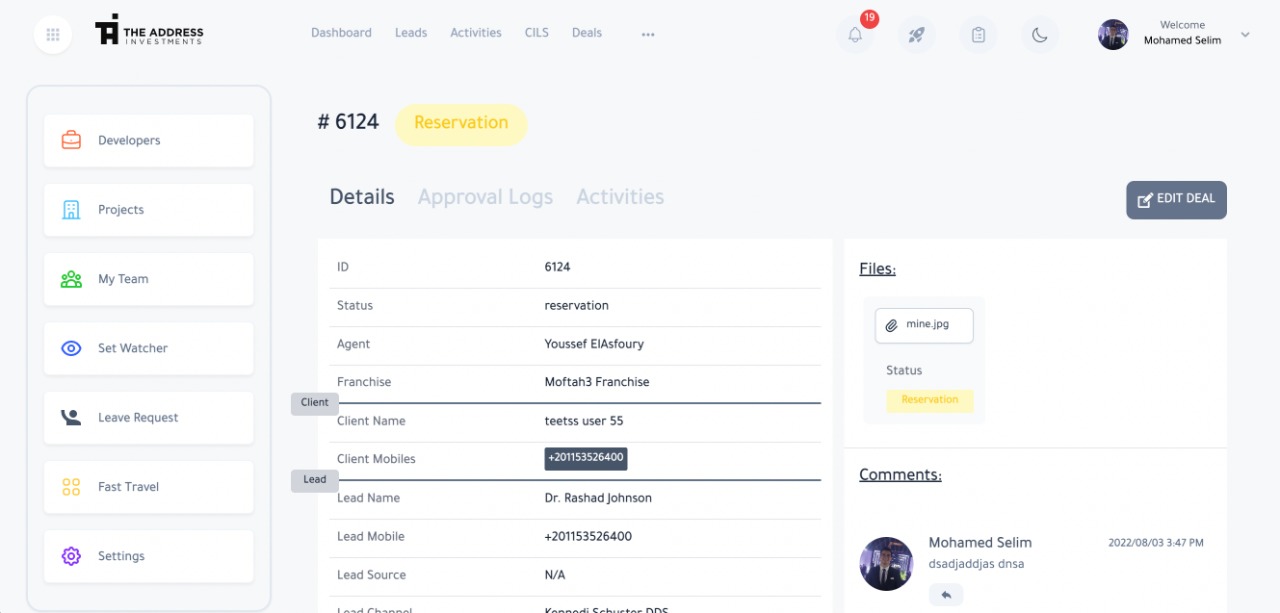 THE ADDRESS
INVESTMENTS
Dashboard Leads Activities CILS Deals ...
19
Welcome
Mohamed Selim
Developers
Projects
My Team
Set Watcher
Leave Request
Fast Travel
Settings
# 6124 Reservation
Details Approval Logs Activities
EDIT DEAL
ID 6124
Status reservation
Agent Youssef ElAsfoury
Franchise Moftah3 Franchise
Client
Client Name teetss user 55
Client Mobiles +201153526400
Lead
Lead Name Dr. Rashad Johnson
Lead Mobile +201153526400
Lead Source N/A
Lead Channel Kennedi Schuster DDS
Files:
mine.jpg
Status
Reservation
Comments:
Mohamed Selim 2022/08/03 3:47 PM
dsadjaddjas dnsa